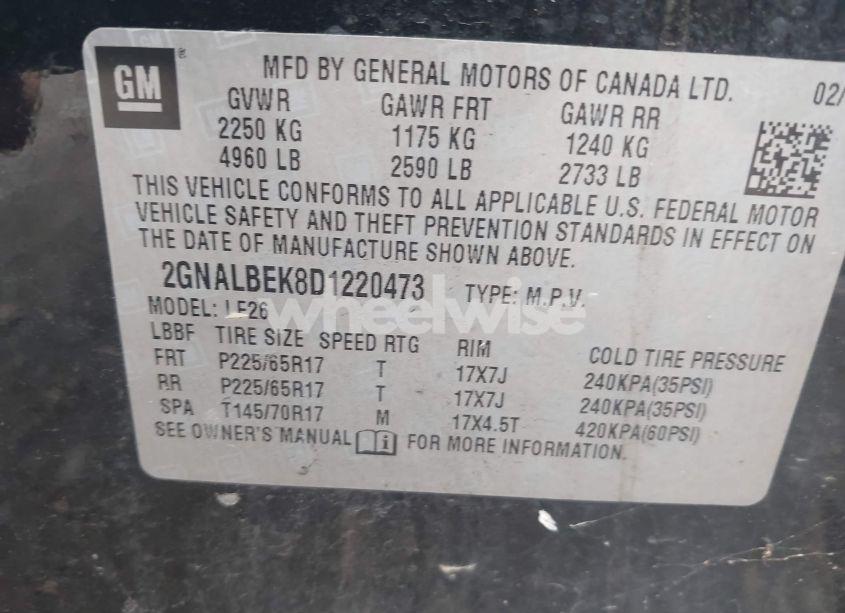 GM ®
MFD BY GENERAL MOTORS OF CANADA LTD. 02/
GVWR GAWR FRT GAWR RR
2250 KG 1175 KG 1240 KG
4960 LB 2590 LB 2733 LB
THIS VEHICLE CONFORMS TO ALL APPLICABLE U.S. FEDERAL MOTOR
VEHICLE SAFETY AND THEFT PREVENTION STANDARDS IN EFFECT ON
THE DATE OF MANUFACTURE SHOWN ABOVE.
2GNALBEK8D1220473 TYPE: M.P.V.
MODEL: LF26
wheelwise
LBBF TIRE SIZE SPEED RTG RIM COLD TIRE PRESSURE
FRT P225/65R17 T 17X7J 240KPA(35PSI)
RR P225/65R17 T 17X7J 240KPA(35PSI)
SPA T145/70R17 M 17X4.5T 420KPA(60PSI)
SEE OWNER'S MANUAL i FOR MORE INFORMATION.